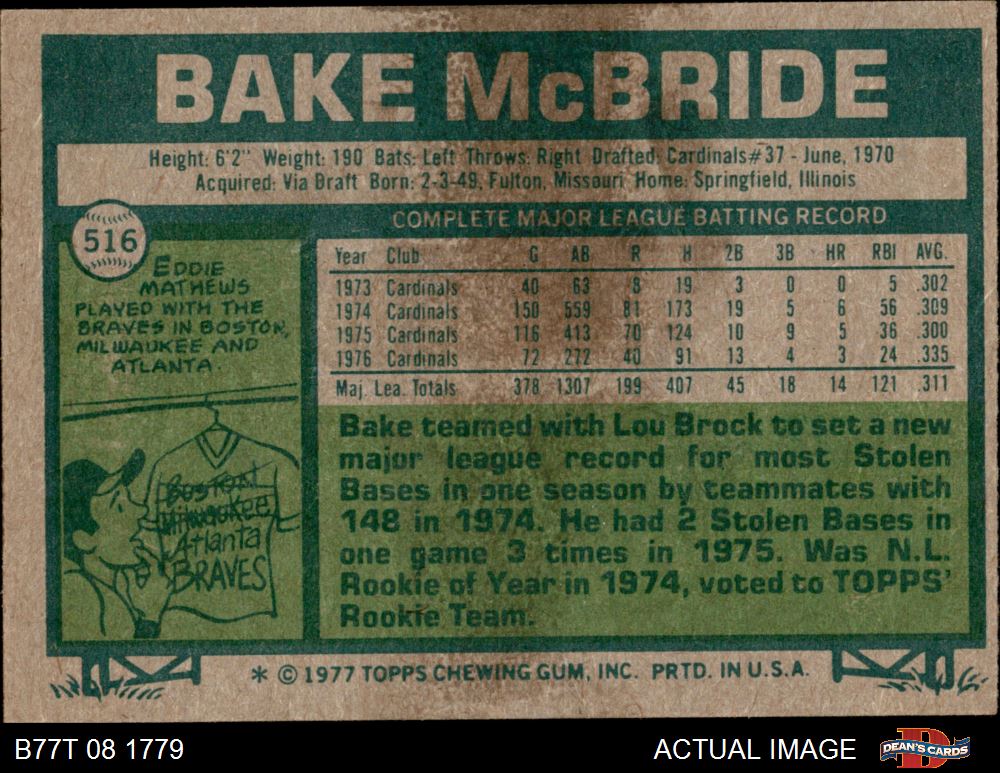 BAKE McBRIDE
Height: 6'2" Weight: 190 Bats: Left Throws: Right Drafted: Cardinals #37 - June, 1970
Acquired: Via Draft Born: 2-3-49, Fulton, Missouri Home: Springfield, Illinois
516
EDDIE
MATHEWS
PLAYED WITH THE
BRAVES IN BOSTON,
MILWAUKEE AND
ATLANTA.
Boston
Milwaukee
Atlanta
BRAVES
COMPLETE MAJOR LEAGUE BATTING RECORD
Year Club G AB R H 2B 3B HR RBI AVG.
1973 Cardinals 40 63 8 19 3 0 0 5 .302
1974 Cardinals 150 559 81 173 19 5 6 56 .309
1975 Cardinals 116 413 70 124 10 9 5 36 .300
1976 Cardinals 72 272 40 91 13 4 3 24 .335
Maj. Lea. Totals 378 1307 199 407 45 18 14 121 .311
Bake teamed with Lou Brock to set a new
major league record for most Stolen
Bases in one season by teammates with
148 in 1974. He had 2 Stolen Bases in
one game 3 times in 1975. Was N.L.
Rookie of Year in 1974, voted to TOPPS'
Rookie Team.
* © 1977 TOPPS CHEWING GUM, INC. PRTD. IN U.S.A.
B77T 08 1779
ACTUAL IMAGE
DEAN'S CARDS